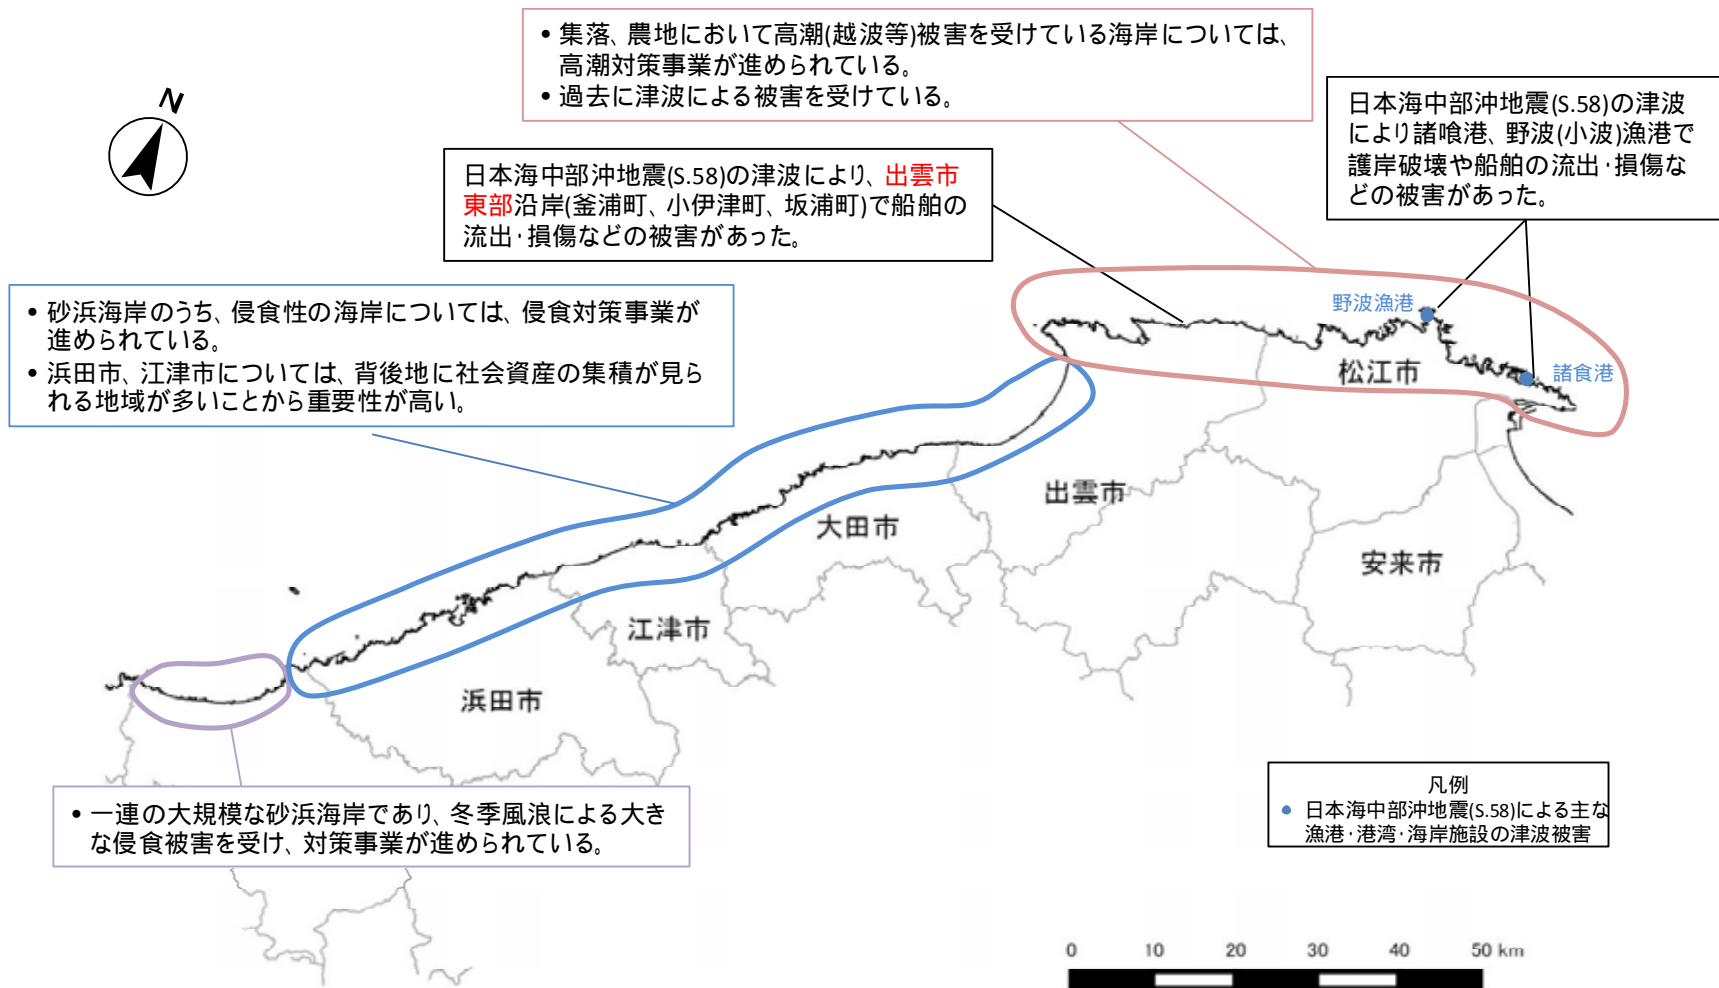 • 集落、農地において高潮(越波等)被害を受けている海岸については、
高潮対策事業が進められている。
• 過去に津波による被害を受けている。
N
日本海中部沖地震(S.58)の津波
により諸喰港、野波(小波)漁港で
護岸破壊や船舶の流出・損傷な
どの被害があった。
日本海中部沖地震(S.58)の津波により、出雲市
東部沿岸(釜浦町、小伊津町、坂浦町)で船舶の
流出・損傷などの被害があった。
• 砂浜海岸のうち、侵食性の海岸については、侵食対策事業が
進められている。
• 浜田市、江津市については、背後地に社会資産の集積が見ら
れる地域が多いことから重要性が高い。
野波漁港
諸食港
松江市
出雲市
大田市
安来市
江津市
浜田市
• 一連の大規模な砂浜海岸であり、冬季風浪による大き
な侵食被害を受け、対策事業が進められている。
凡例
● 日本海中部沖地震(S.58)による主な
漁港・港湾・海岸施設の津波被害
0 10 20 30 40 50 km